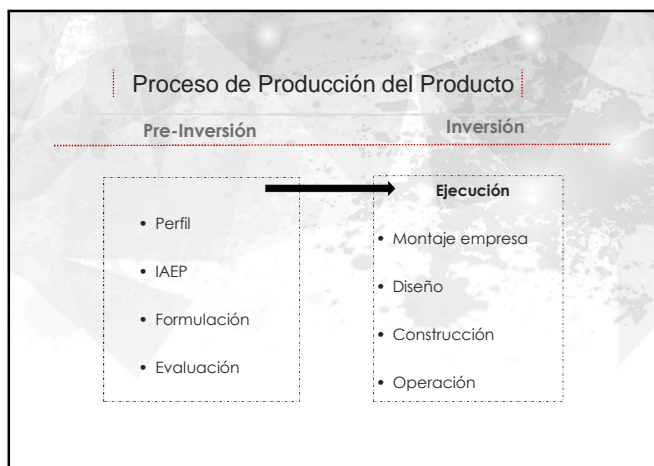 Proceso de Producción del Producto
Pre-Inversión
Inversión
• Perfil
• IAEP
• Formulación
• Evaluación
Ejecución
• Montaje empresa
• Diseño
• Construcción
• Operación